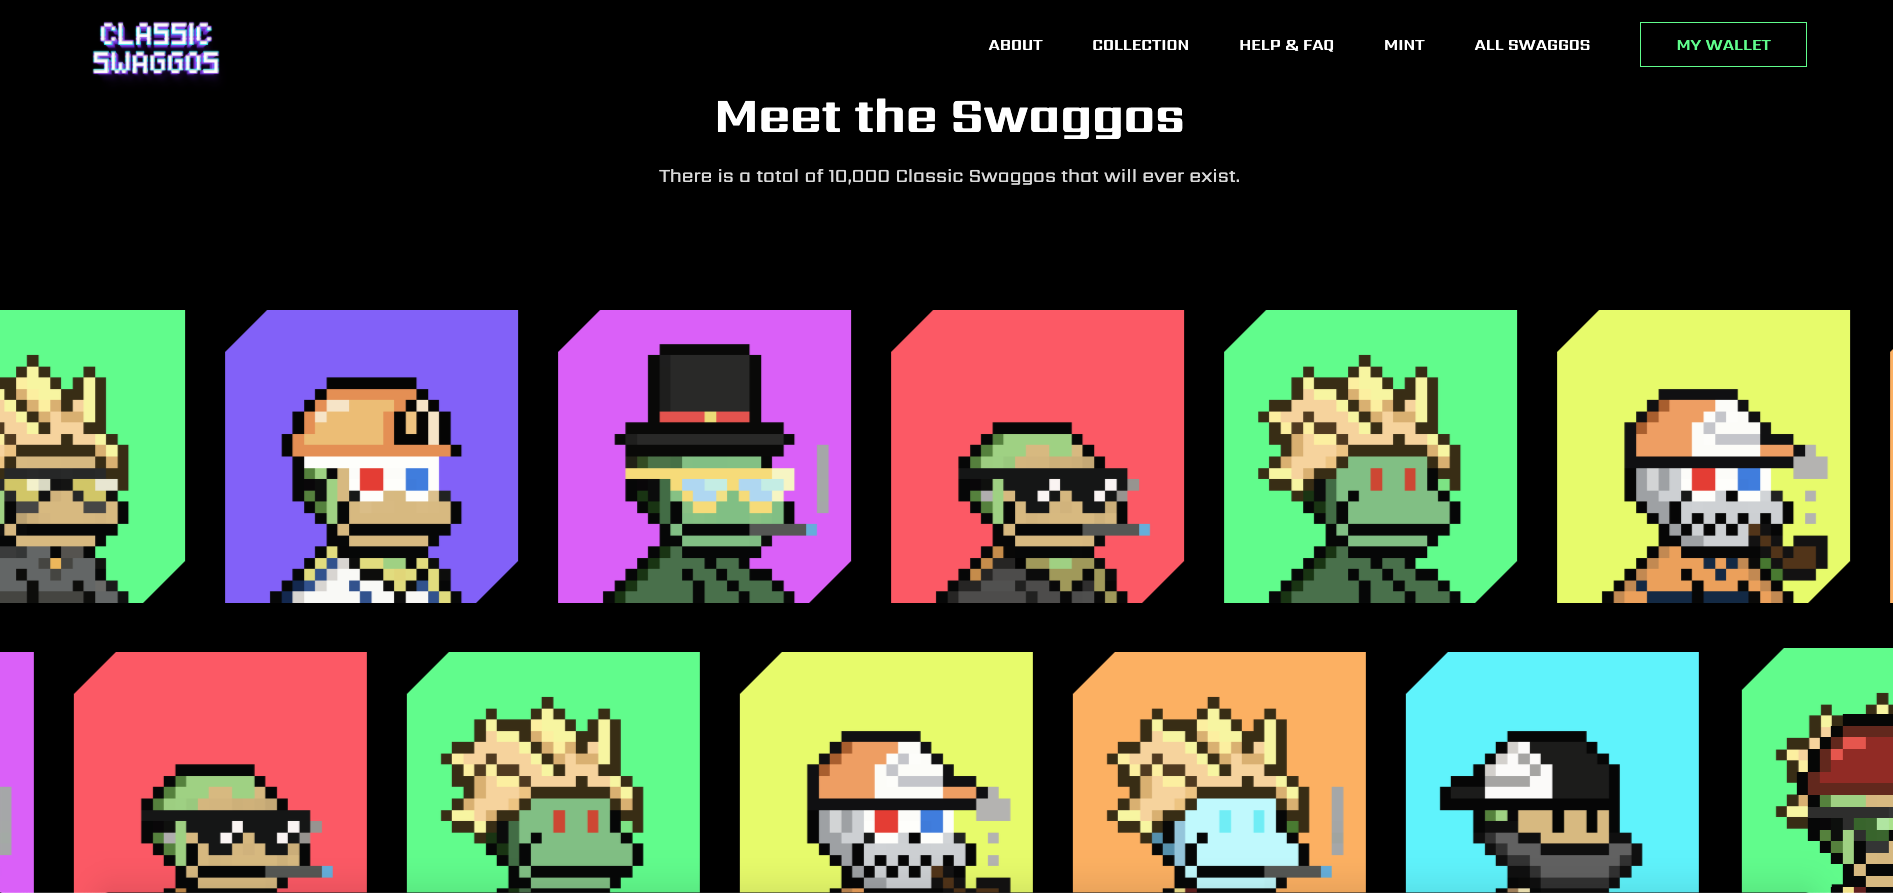 CLASSIC
SWAGGOS
ABOUT COLLECTION HELP & FAQ MINT ALL SWAGGOS MY WALLET
Meet the Swaggos
There is a total of 10,000 Classic Swaggos that will ever exist.